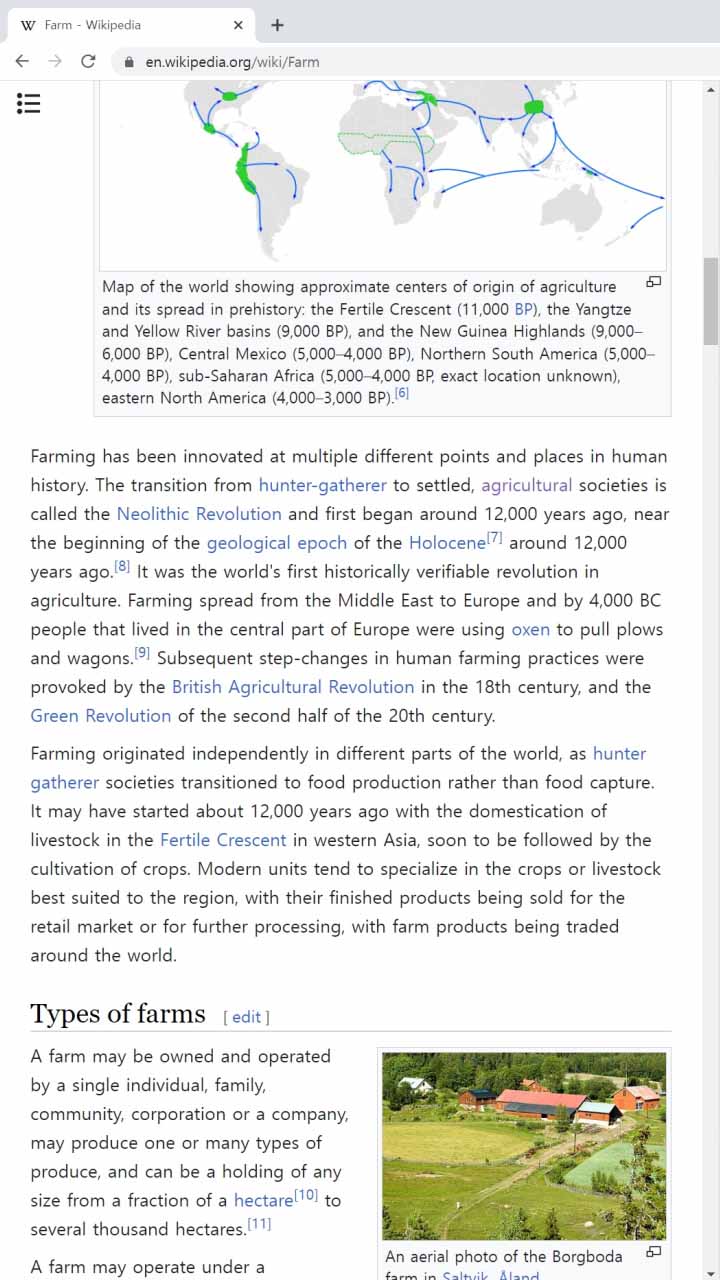 Farm - Wikipedia
en.wikipedia.org/wiki/Farm
Map of the world showing approximate centers of origin of agriculture
and its spread in prehistory: the Fertile Crescent (11,000 BP), the Yangtze
and Yellow River basins (9,000 BP), and the New Guinea Highlands (9,000–
6,000 BP), Central Mexico (5,000–4,000 BP), Northern South America (5,000–
4,000 BP), sub-Saharan Africa (5,000–4,000 BP, exact location unknown),
eastern North America (4,000–3,000 BP).[6]
Farming has been innovated at multiple different points and places in human
history. The transition from hunter-gatherer to settled, agricultural societies is
called the Neolithic Revolution and first began around 12,000 years ago, near
the beginning of the geological epoch of the Holocene[7] around 12,000
years ago.[8] It was the world's first historically verifiable revolution in
agriculture. Farming spread from the Middle East to Europe and by 4,000 BC
people that lived in the central part of Europe were using oxen to pull plows
and wagons.[9] Subsequent step-changes in human farming practices were
provoked by the British Agricultural Revolution in the 18th century, and the
Green Revolution of the second half of the 20th century.
Farming originated independently in different parts of the world, as hunter
gatherer societies transitioned to food production rather than food capture.
It may have started about 12,000 years ago with the domestication of
livestock in the Fertile Crescent in western Asia, soon to be followed by the
cultivation of crops. Modern units tend to specialize in the crops or livestock
best suited to the region, with their finished products being sold for the
retail market or for further processing, with farm products being traded
around the world.
Types of farms [ edit ]
A farm may be owned and operated
by a single individual, family,
community, corporation or a company,
may produce one or many types of
produce, and can be a holding of any
size from a fraction of a hectare[10] to
several thousand hectares.[11]
A farm may operate under a
An aerial photo of the Borgboda
farm in Saltvik, Åland